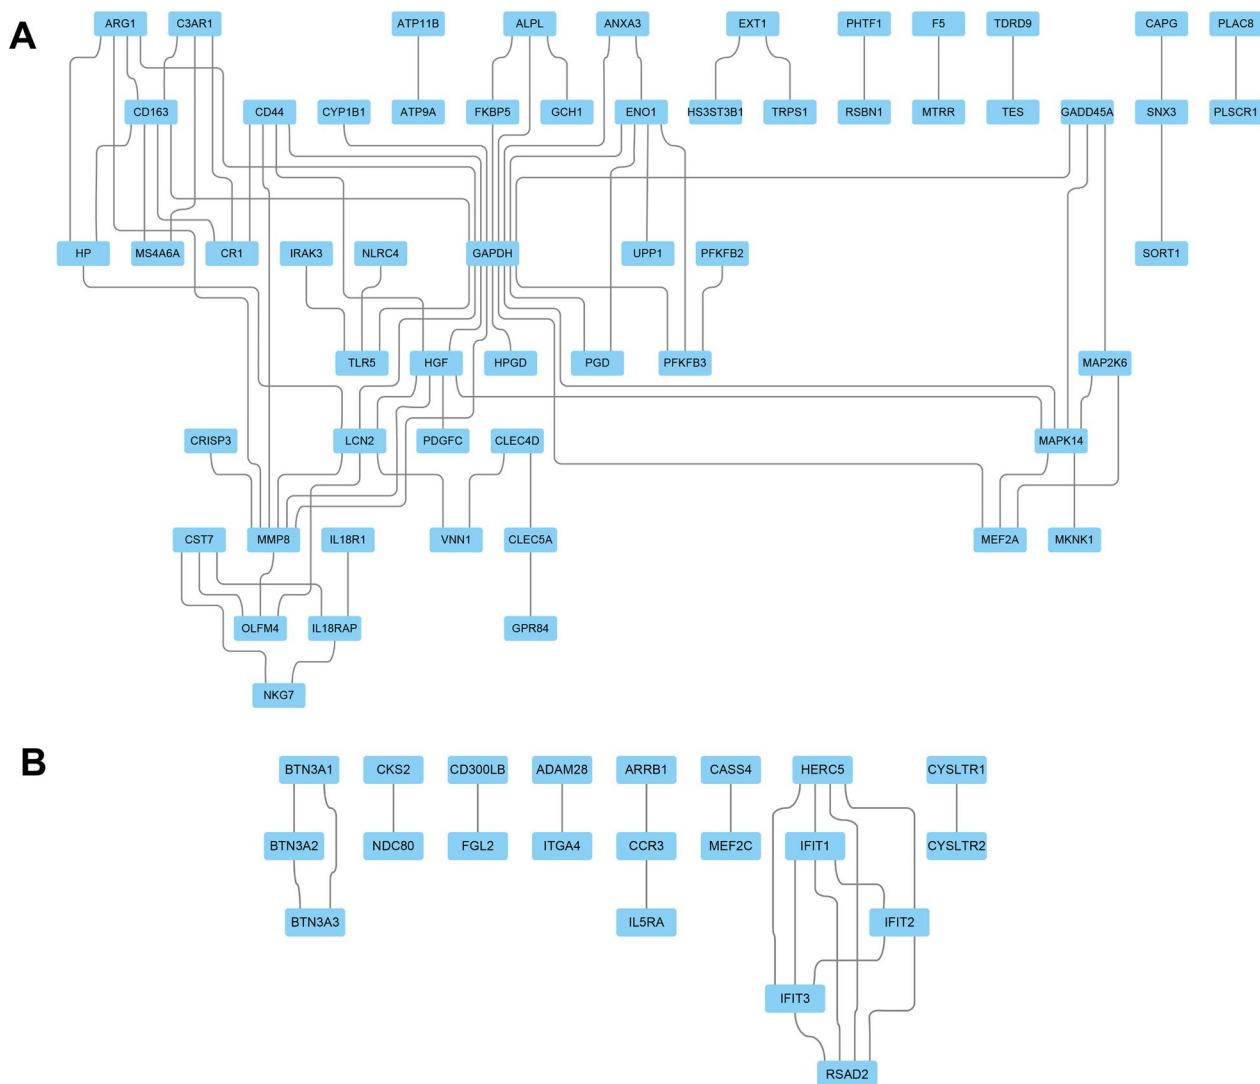 A
ARG1 C3AR1 ATP11B ALPL ANXA3 EXT1 PHTF1 F5 TDRD9 CAPG PLAC8
CD163 CD44 CYP1B1 ATP9A FKBP5 GCH1 ENO1 HS3ST3B1 TRPS1 RSBN1 MTRR TES GADD45A SNX3 PLSCR1
HP MS4A6A CR1 IRAK3 NLRC4 GAPDH UPP1 PFKFB2 SORT1
TLR5 HGF HPGD PGD PFKFB3 MAP2K6
CRISP3 LCN2 PDGFC CLEC4D MAPK14
CST7 MMP8 IL18R1 VNN1 CLEC5A MEF2A MKNK1
OLFM4 IL18RAP GPR84
NKG7
B
BTN3A1 CKS2 CD300LB ADAM28 ARRB1 CASS4 HERC5 CYSLTR1
BTN3A2 NDC80 FGL2 ITGA4 CCR3 MEF2C IFIT1 CYSLTR2
BTN3A3 IL5RA IFIT2
IFIT3
RSAD2